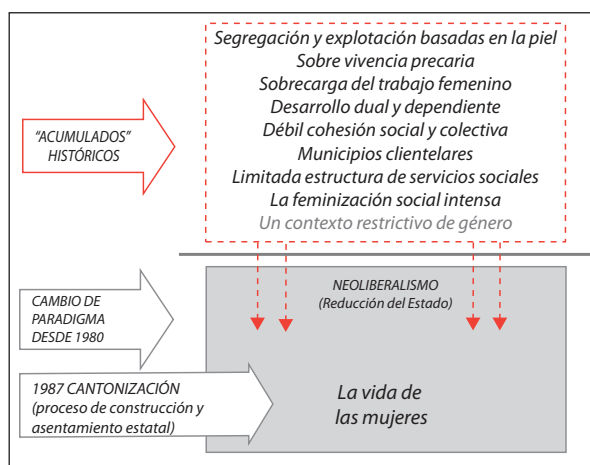 Segregación y explotación basadas en la piel
Sobre vivencia precaria
Sobrecarga del trabajo femenino
Desarrollo dual y dependiente
Débil cohesión social y colectiva
Municipios clientelares
Limitada estructura de servicios sociales
La feminización social intensa
Un contexto restrictivo de género
"ACUMULADOS"
HISTÓRICOS
NEOLIBERALISMO
(Reducción del Estado)
CAMBIO DE
PARADIGMA
DESDE 1980
1987 CANTONIZACIÓN
(proceso de construcción y
asentamiento estatal)
La vida de
las mujeres